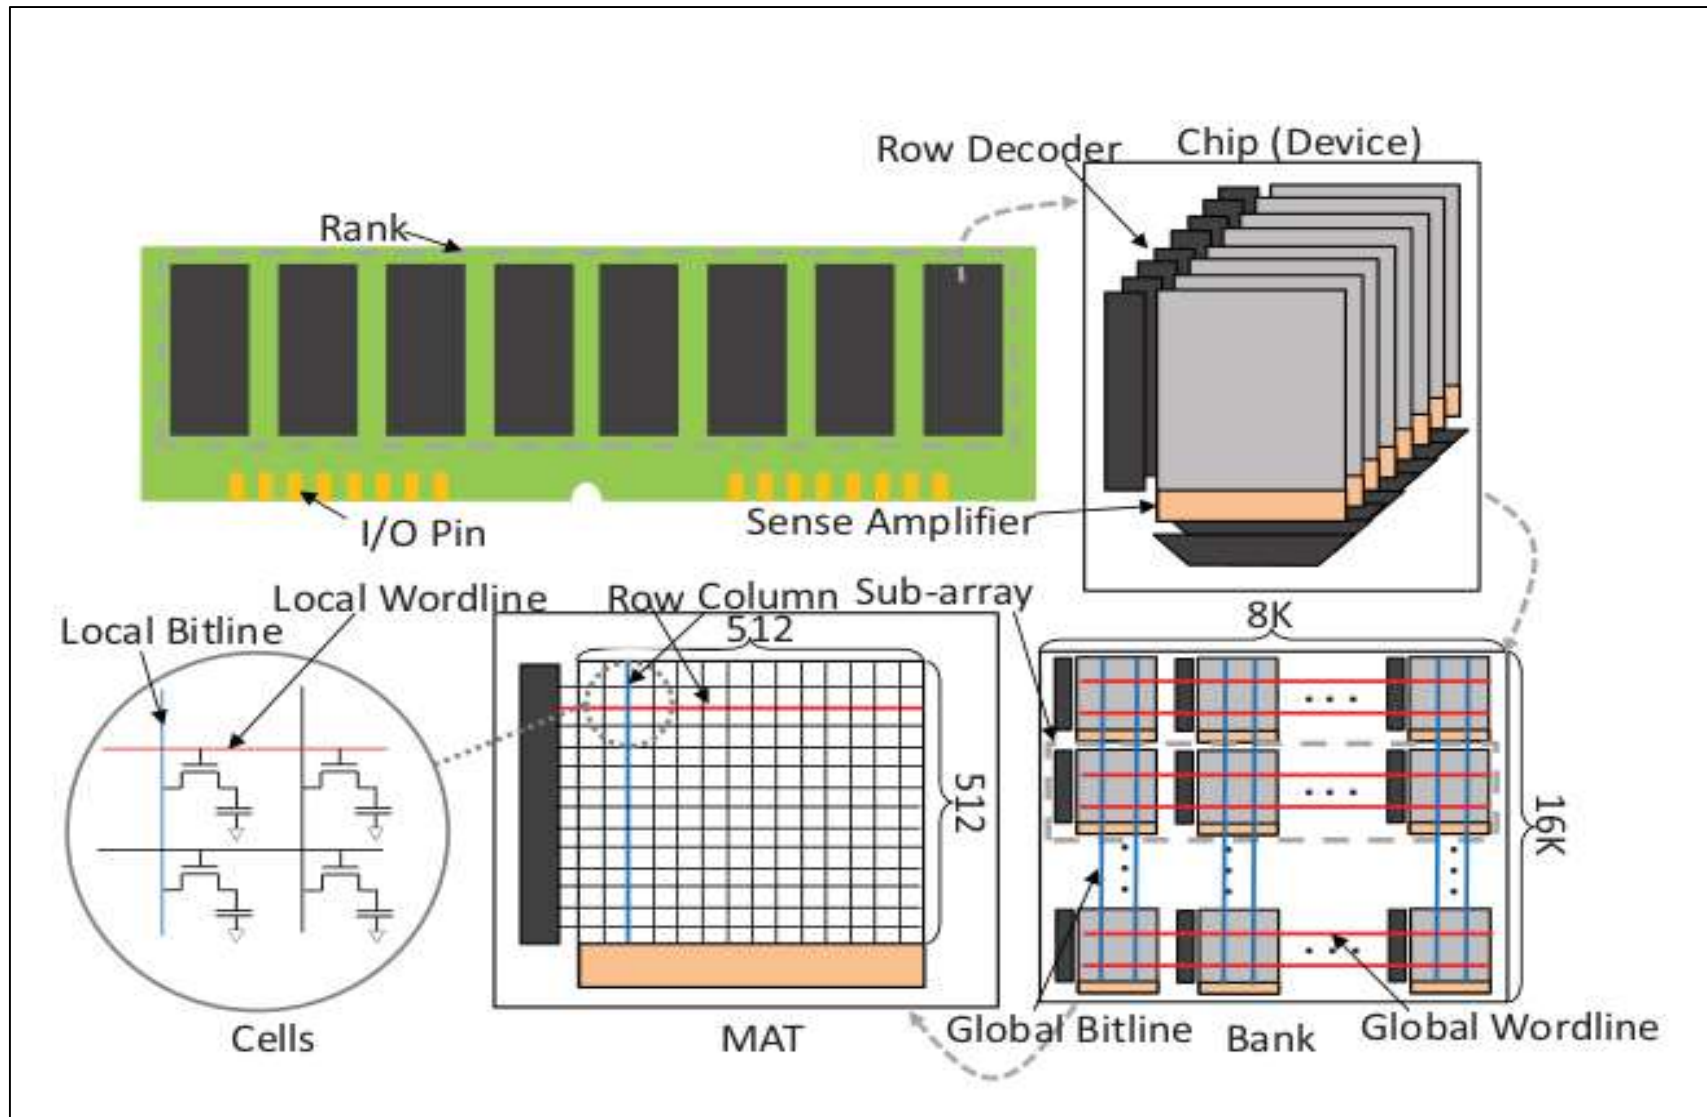 Chip (Device)
Row Decoder
Rank
I/O Pin
Sense Amplifier
Local Wordline
Local Bitline
Row Column
Sub-array
512
512
8K
16K
Cells
MAT
Global Bitline
Bank
Global Wordline